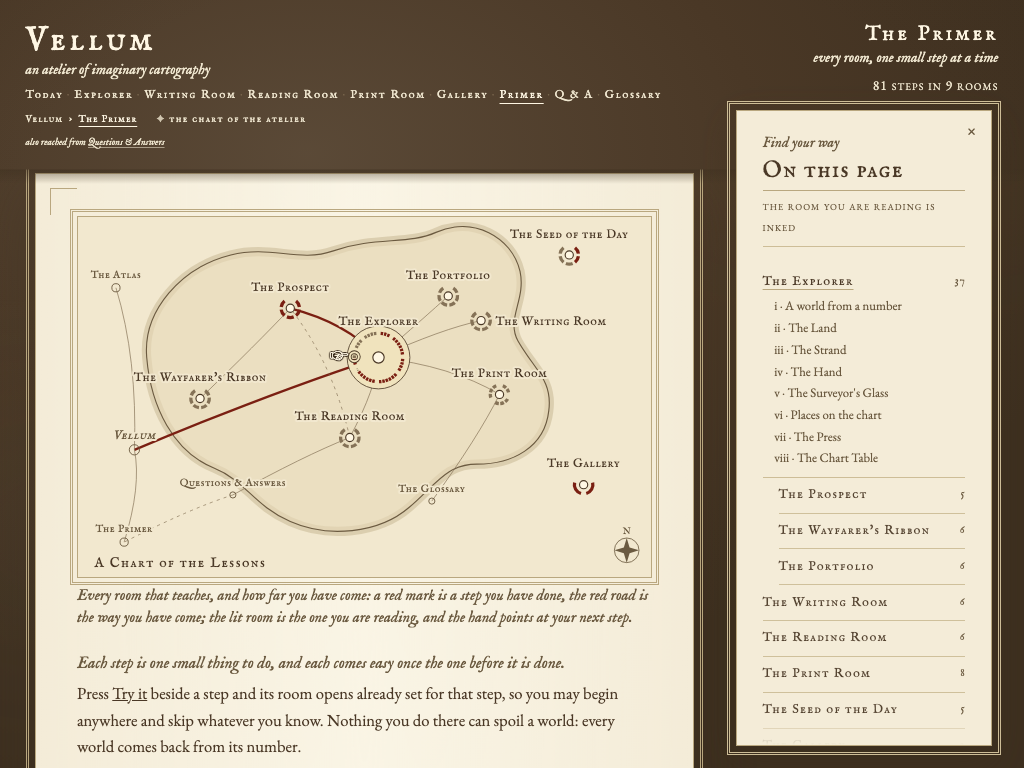 Vellum
an atelier of imaginary cartography
Today · Explorer · Writing Room · Reading Room · Print Room · Gallery · Primer · Q & A · Glossary
Vellum › The Primer ✦ the chart of the atelier
also reached from Questions & Answers
The Primer
every room, one small step at a time
81 steps in 9 rooms
The Seed of the Day
The Atlas
The Portfolio
The Prospect
The Explorer
The Writing Room
The Wayfarer's Ribbon
The Print Room
The Reading Room
Vellum
The Gallery
Questions & Answers
The Glossary
The Primer
N
A Chart of the Lessons
Every room that teaches, and how far you have come: a red mark is a step you have done, the red road is
the way you have come; the lit room is the one you are reading, and the hand points at your next step.
Each step is one small thing to do, and each comes easy once the one before it is done.
Press Try it beside a step and its room opens already set for that step, so you may begin
anywhere and skip whatever you know. Nothing you do there can spoil a world: every
world comes back from its number.
×
Find your way
On this page
the room you are reading is
inked
The Explorer 37
i · A world from a number
ii · The Land
iii · The Strand
iv · The Hand
v · The Surveyor's Glass
vi · Places on the chart
vii · The Press
viii · The Chart Table
The Prospect 5
The Wayfarer's Ribbon 6
The Portfolio 6
The Writing Room 6
The Reading Room 6
The Print Room 8
The Seed of the Day 5